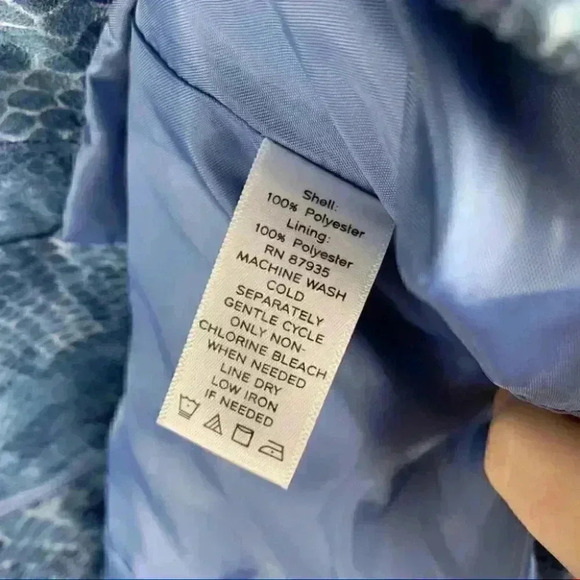 Shell:
100% Polyester
Lining:
100% Polyester
RN 87935
MACHINE WASH
COLD
SEPARATELY
GENTLE CYCLE
ONLY NON-
CHLORINE BLEACH
WHEN NEEDED
LINE DRY
LOW IRON
IF NEEDED